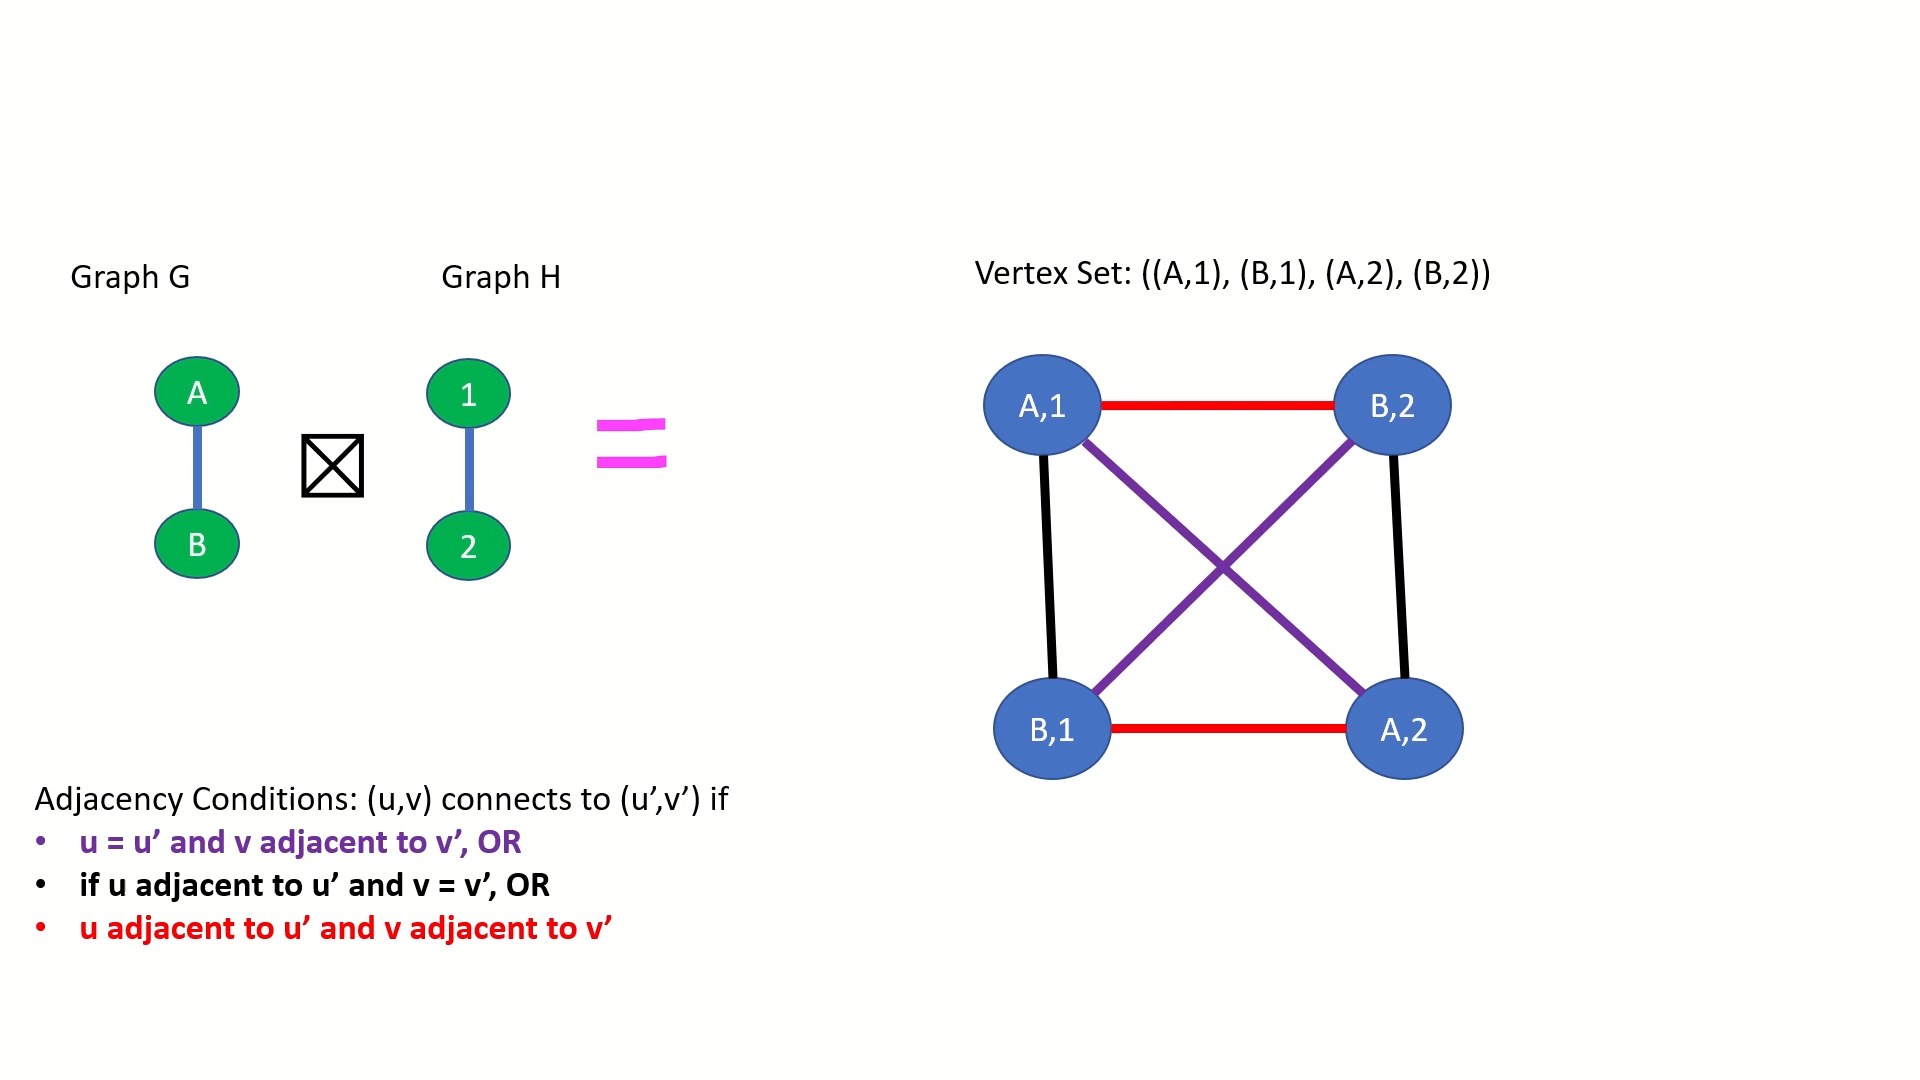 Graph G
Graph H
Vertex Set: ((A,1), (B,1), (A,2), (B,2))
A
1
B
2
=
A,1
B,2
B,1
A,2
Adjacency Conditions: (u,v) connects to (u’,v’) if
• u = u’ and v adjacent to v’, OR
• if u adjacent to u’ and v = v’, OR
• u adjacent to u’ and v adjacent to v’